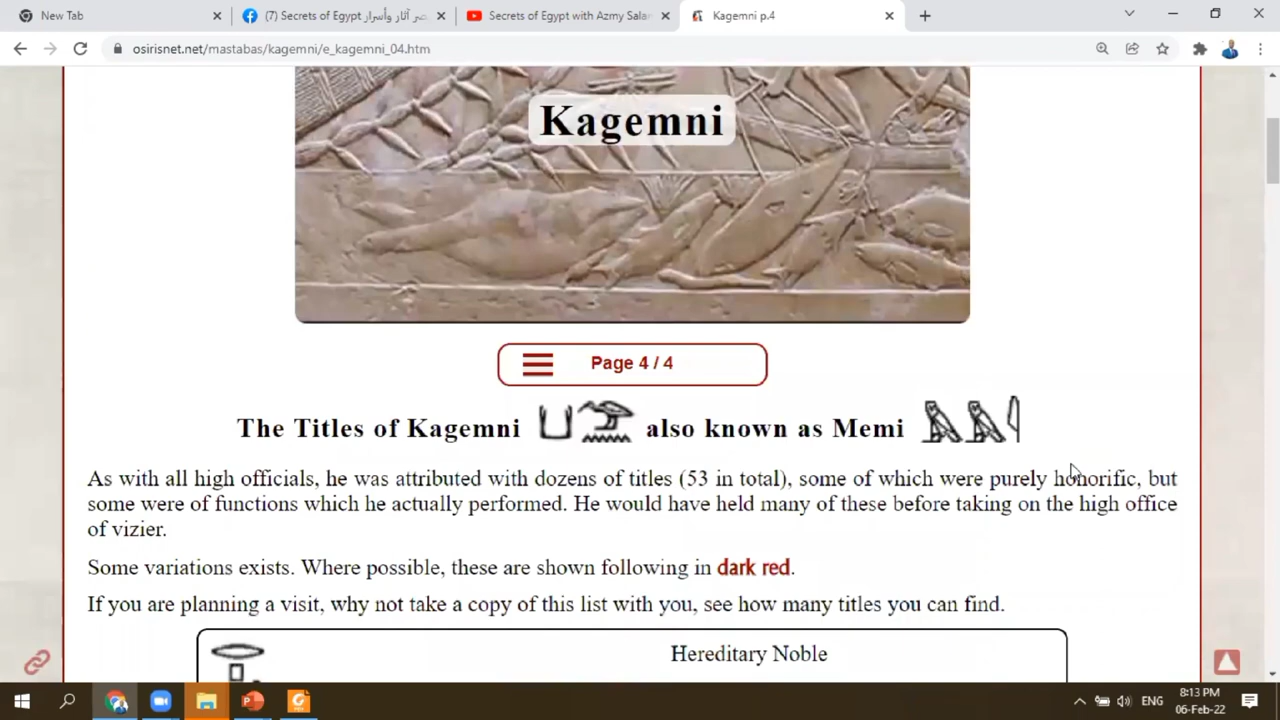 New Tab
(7) Secrets of Egypt مصر آثار وأسرار
Secrets of Egypt with Azmy Salam
Kagemni p.4
osirisnet.net/mastabas/kagemni/e_kagemni_04.htm
Kagemni
Page 4 / 4
The Titles of Kagemni also known as Memi
As with all high officials, he was attributed with dozens of titles (53 in total), some of which were purely honorific, but
some were of functions which he actually performed. He would have held many of these before taking on the high office
of vizier.
Some variations exists. Where possible, these are shown following in dark red.
If you are planning a visit, why not take a copy of this list with you, see how many titles you can find.
Hereditary Noble
ENG
8:13 PM
06-Feb-22